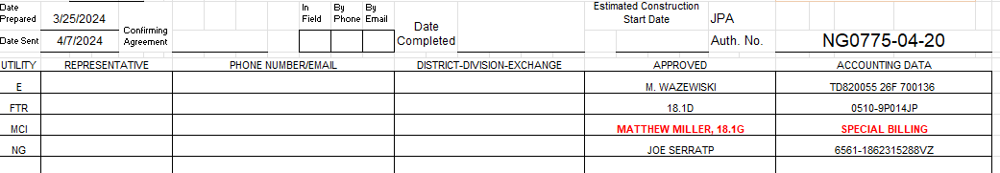 Date Prepared 3/25/2024 Confirming Agreement In Field By Phone By Email Date Completed Estimated Construction Start Date JPA
Date Sent 4/7/2024 Auth. No. NG0775-04-20
UTILITY REPRESENTATIVE PHONE NUMBER/EMAIL DISTRICT-DIVISION-EXCHANGE APPROVED ACCOUNTING DATA
E M. WAZEWISKI TD820055 26F 700136
FTR 18.1D 0510-9P014JP
MCI MATTHEW MILLER, 18.1G SPECIAL BILLING
NG JOE SERRATP 6561-1862315288VZ